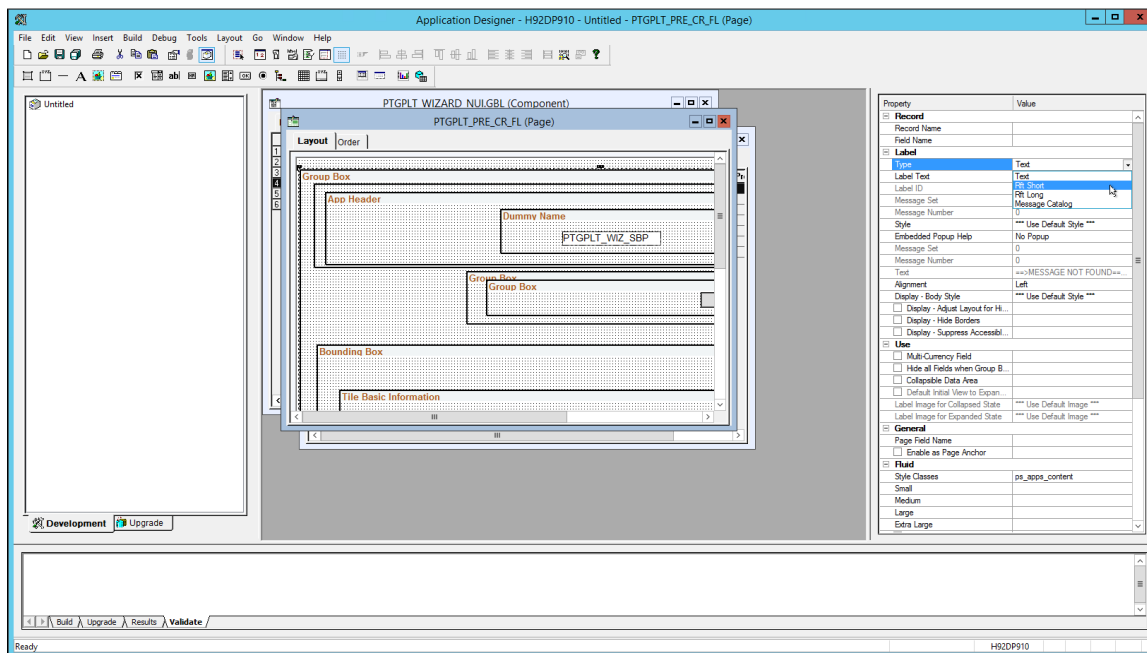 Application Designer - H92DP910 - Untitled - PTGPLT_PRE_CR_FL (Page)
File Edit View Insert Build Debug Tools Layout Go Window Help
Untitled
PTGPLT_WIZARD_NUI.GBL (Component)
PTGPLT_PRE_CR_FL (Page)
Layout Order
1
2
3
4
5
6
Group Box
App Header
Dummy Name
PTGPLT_WIZ_SBP
Group Box
Group Box
Bounding Box
Tile Basic Information
Development Upgrade
Property Value
Record
Record Name
Field Name
Label
Type Text
Label Text Text
Label ID Rft Short
Message Set Rft Long
Message Catalog
Message Number 0
Style *** Use Default Style ***
Embedded Popup Help No Popup
Message Set 0
Message Number 0
Text ==>MESSAGE NOT FOUND==...
Alignment Left
Display - Body Style *** Use Default Style ***
Display - Adjust Layout for Hi...
Display - Hide Borders
Display - Suppress Accessibl...
Use
Multi-Currency Field
Hide all Fields when Group B...
Collapsible Data Area
Default Initial View to Expan...
Label Image for Collapsed State *** Use Default Image ***
Label Image for Expanded State *** Use Default Image ***
General
Page Field Name
Enable as Page Anchor
Fluid
Style Classes ps_apps_content
Small
Medium
Large
Extra Large
Build Upgrade Results Validate
Ready H92DP910